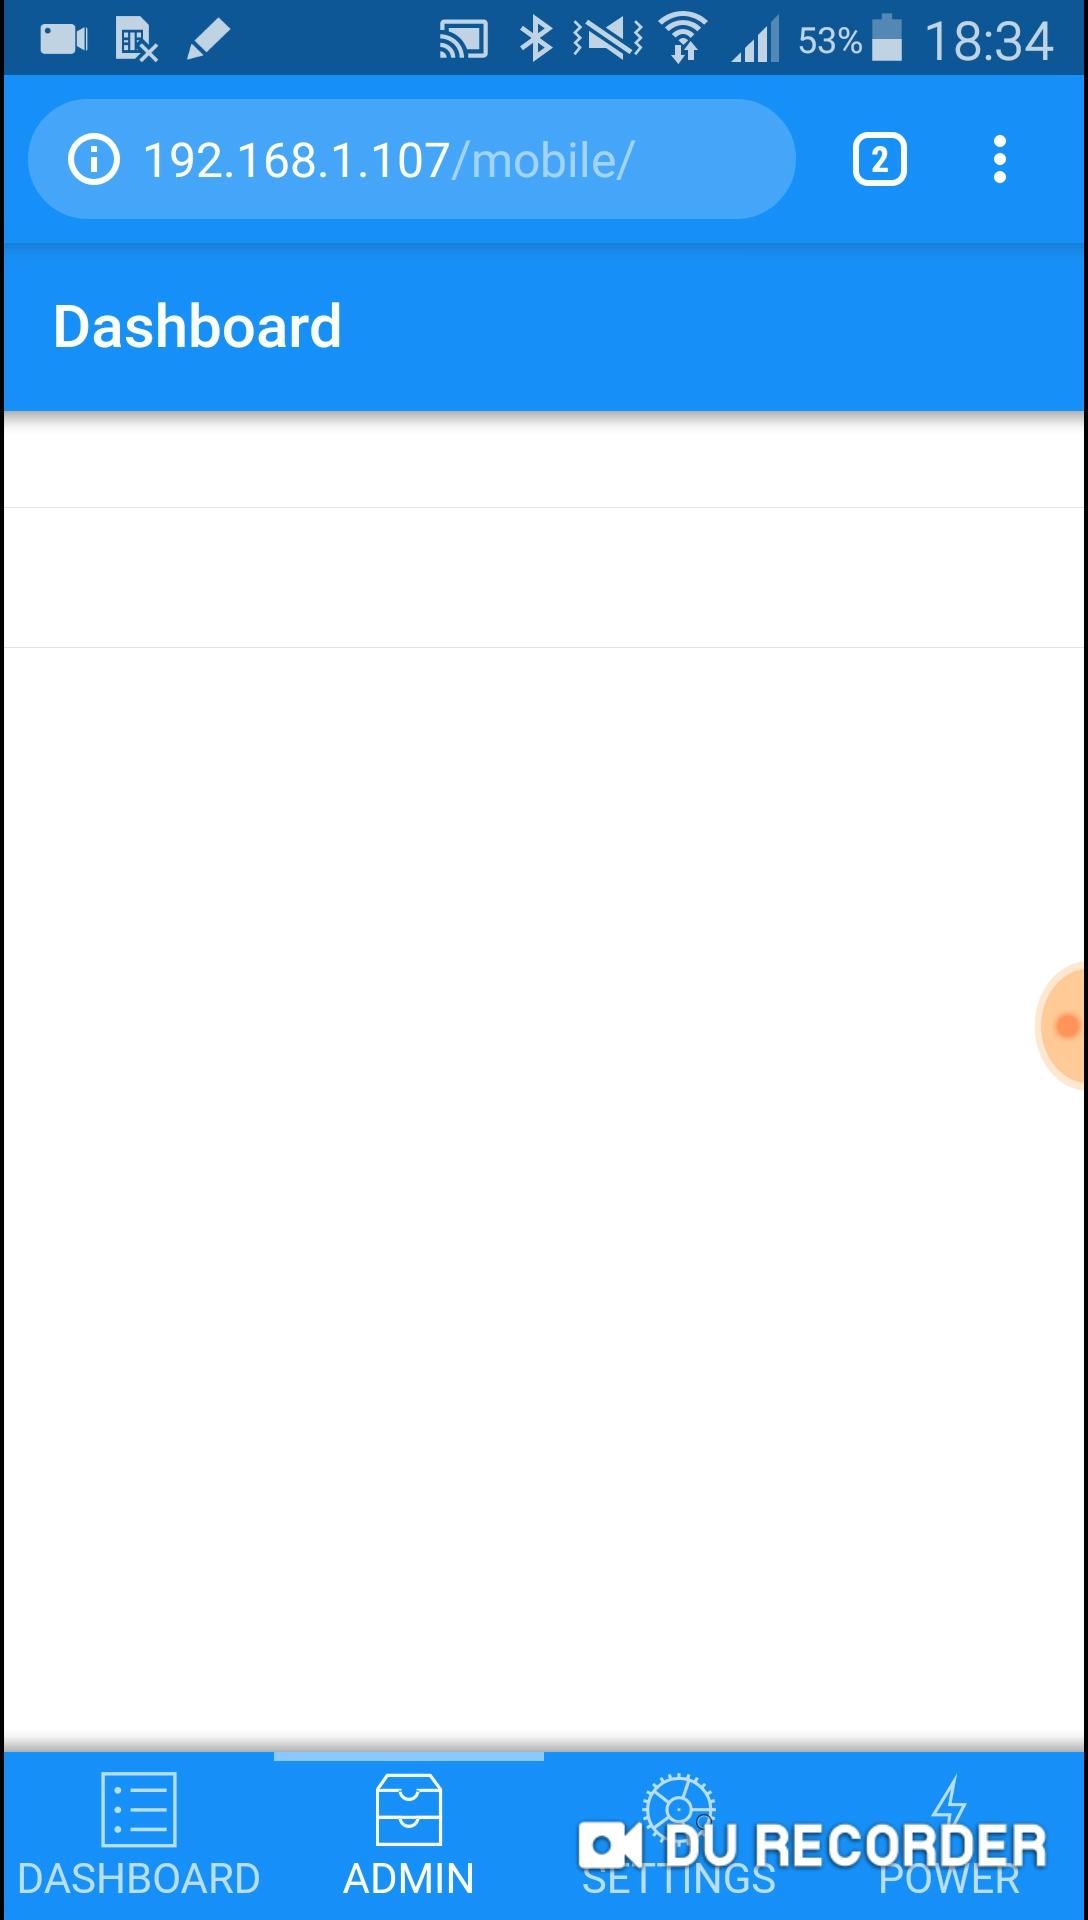 53% 18:34
192.168.1.107/mobile/ 2
Dashboard
DASHBOARD ADMIN SETTINGS POWER
DU RECORDER